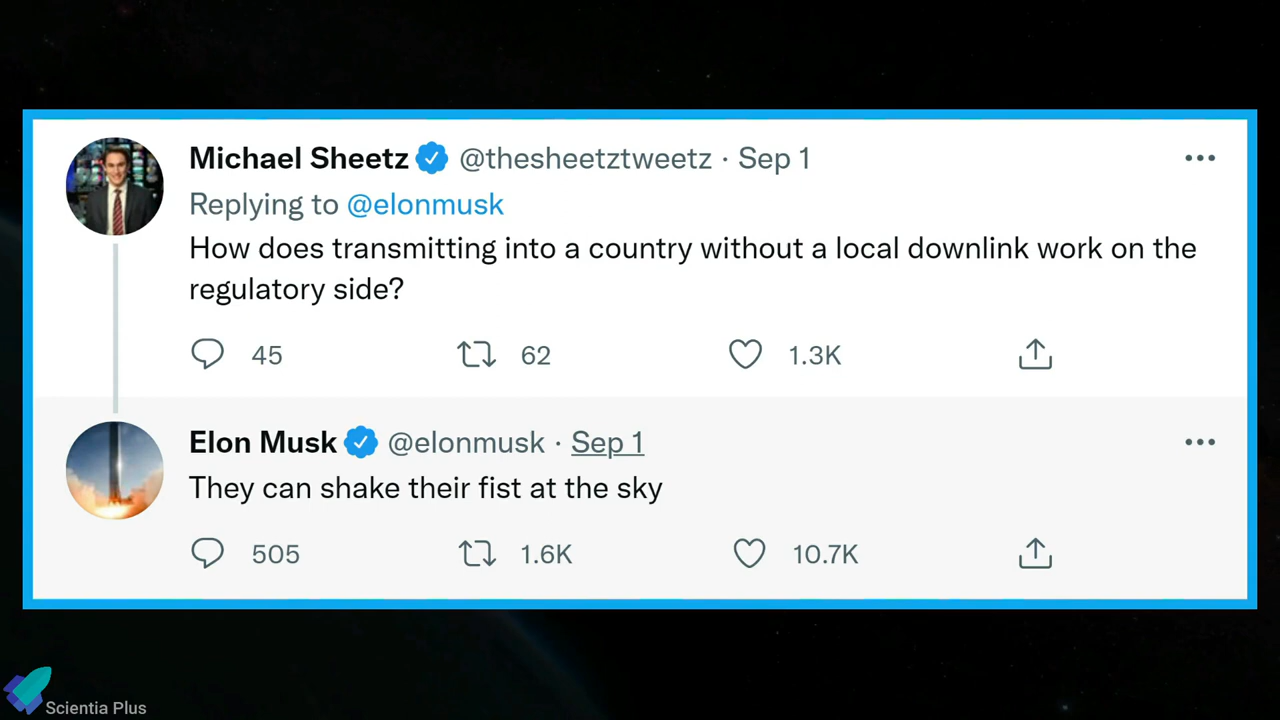 Michael Sheetz @thesheetztweetz · Sep 1
Replying to @elonmusk
How does transmitting into a country without a local downlink work on the
regulatory side?
45 62 1.3K
Elon Musk @elonmusk · Sep 1
They can shake their fist at the sky
505 1.6K 10.7K
Scientia Plus